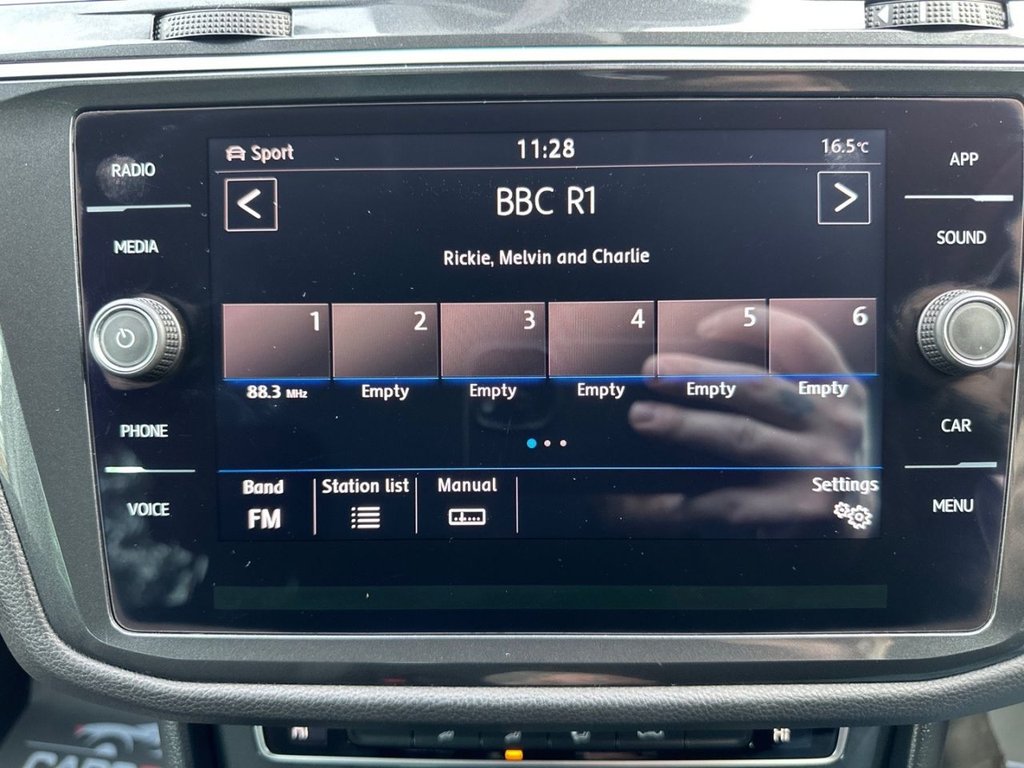 RADIO
MEDIA
PHONE
VOICE
Sport 11:28 16.5°C
< BBC R1 >
Rickie, Melvin and Charlie
1 2 3 4 5 6
88.3 MHz Empty Empty Empty Empty Empty
Band Station list Manual Settings
FM
APP
SOUND
CAR
MENU
HI